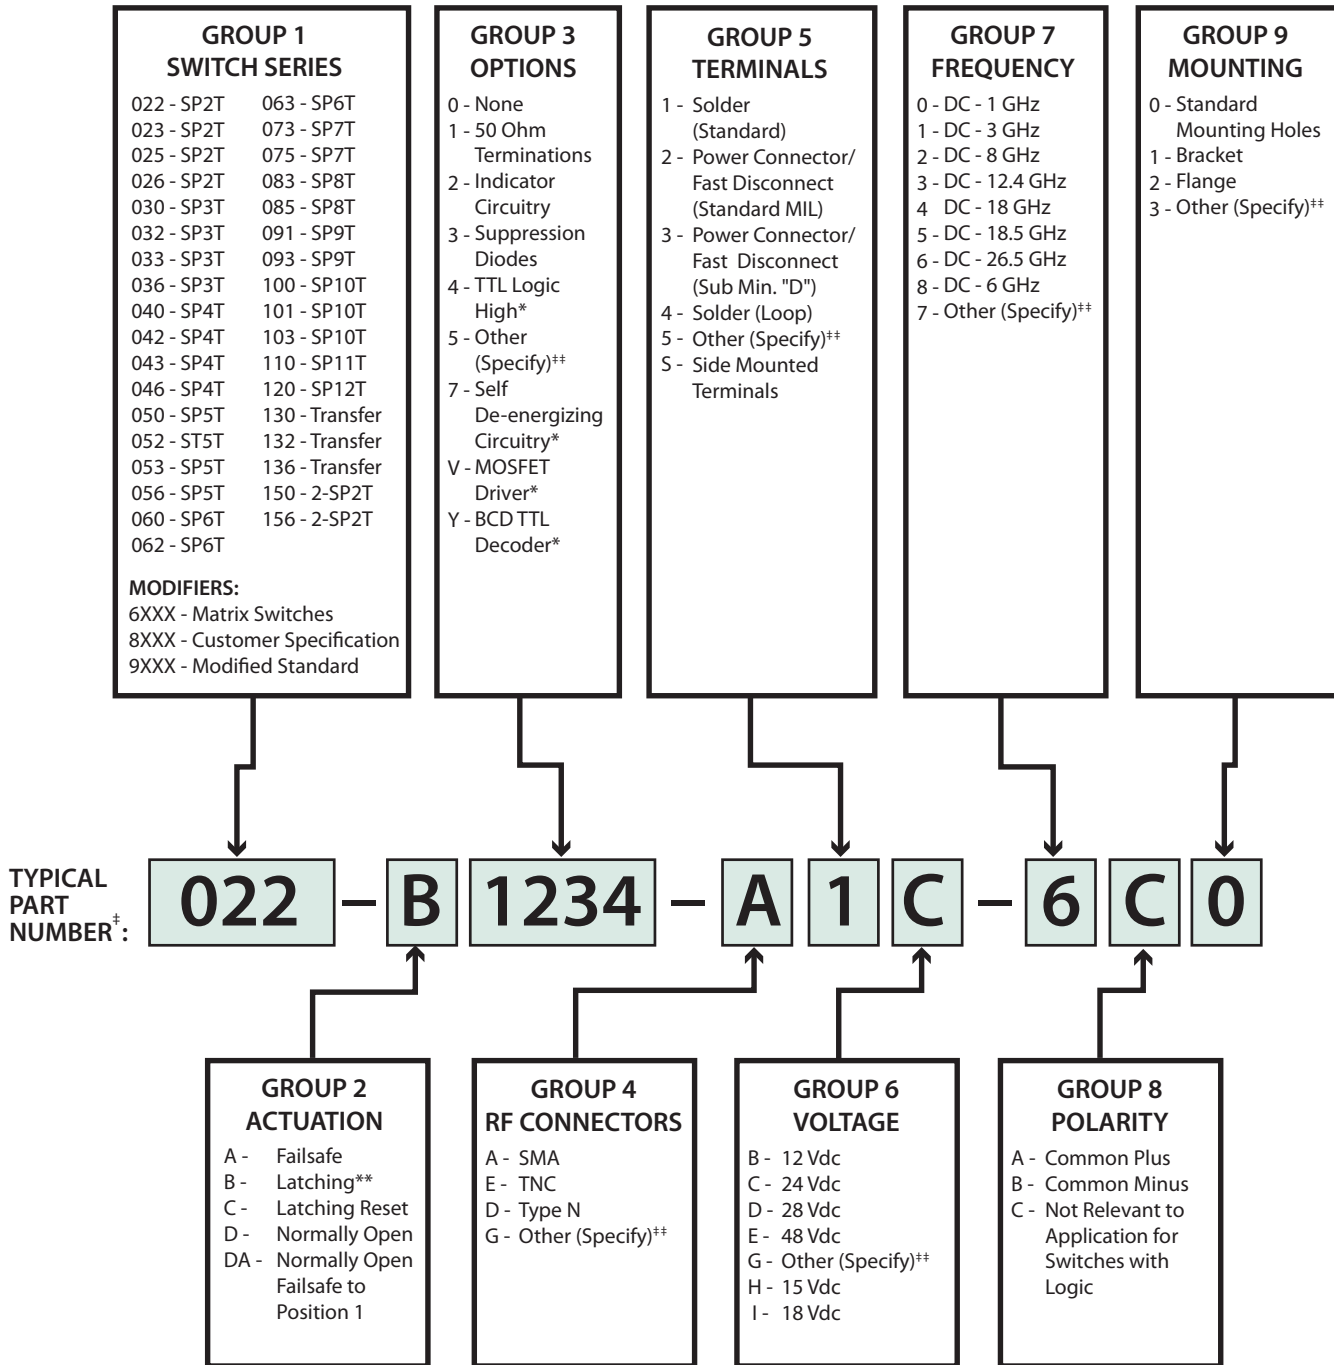 GROUP 1
SWITCH SERIES
022 - SP2T
023 - SP2T
025 - SP2T
026 - SP2T
030 - SP3T
032 - SP3T
033 - SP3T
036 - SP3T
040 - SP4T
042 - SP4T
043 - SP4T
046 - SP4T
050 - SP5T
052 - ST5T
053 - SP5T
056 - SP5T
060 - SP6T
062 - SP6T
063 - SP6T
073 - SP7T
075 - SP7T
083 - SP8T
085 - SP8T
091 - SP9T
093 - SP9T
100 - SP10T
101 - SP10T
103 - SP10T
110 - SP11T
120 - SP12T
130 - Transfer
132 - Transfer
136 - Transfer
150 - 2-SP2T
156 - 2-SP2T
MODIFIERS:
6XXX - Matrix Switches
8XXX - Customer Specification
9XXX - Modified Standard
GROUP 3
OPTIONS
0 - None
1 - 50 Ohm
Terminations
2 - Indicator
Circuitry
3 - Suppression
Diodes
4 - TTL Logic
High*
5 - Other
(Specify)‡‡
7 - Self
De-energizing
Circuitry*
V - MOSFET
Driver*
Y - BCD TTL
Decoder*
GROUP 5
TERMINALS
1 - Solder
(Standard)
2 - Power Connector/
Fast Disconnect
(Standard MIL)
3 - Power Connector/
Fast Disconnect
(Sub Min. "D")
4 - Solder (Loop)
5 - Other (Specify)‡‡
S - Side Mounted
Terminals
GROUP 7
FREQUENCY
0 - DC - 1 GHz
1 - DC - 3 GHz
2 - DC - 8 GHz
3 - DC - 12.4 GHz
4 DC - 18 GHz
5 - DC - 18.5 GHz
6 - DC - 26.5 GHz
8 - DC - 6 GHz
7 - Other (Specify)‡‡
GROUP 9
MOUNTING
0 - Standard
Mounting Holes
1 - Bracket
2 - Flange
3 - Other (Specify)‡‡
TYPICAL
PART
NUMBER‡:
022 - B 1234 - A 1 C - 6 C 0
GROUP 2
ACTUATION
A - Failsafe
B - Latching**
C - Latching Reset
D - Normally Open
DA - Normally Open
Failsafe to
Position 1
GROUP 4
RF CONNECTORS
A - SMA
E - TNC
D - Type N
G - Other (Specify)‡‡
GROUP 6
VOLTAGE
B - 12 Vdc
C - 24 Vdc
D - 28 Vdc
E - 48 Vdc
G - Other (Specify)‡‡
H - 15 Vdc
I - 18 Vdc
GROUP 8
POLARITY
A - Common Plus
B - Common Minus
C - Not Relevant to
Application for
Switches with
Logic